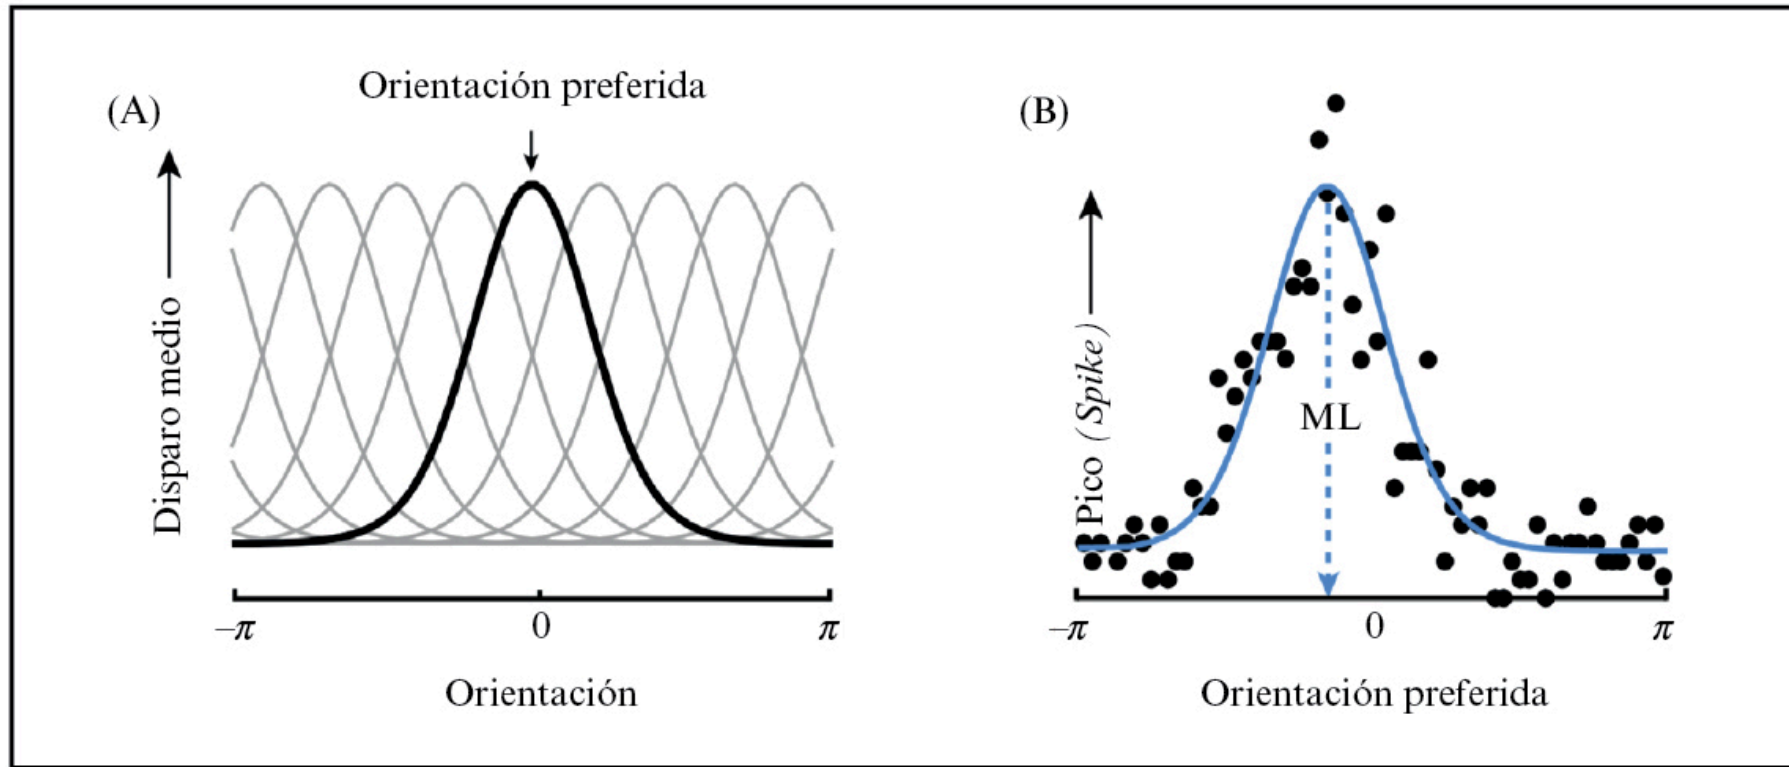 (A)
Orientación preferida
Disparo medio
–π
0
π
Orientación
(B)
Pico (Spike)
ML
–π
0
π
Orientación preferida